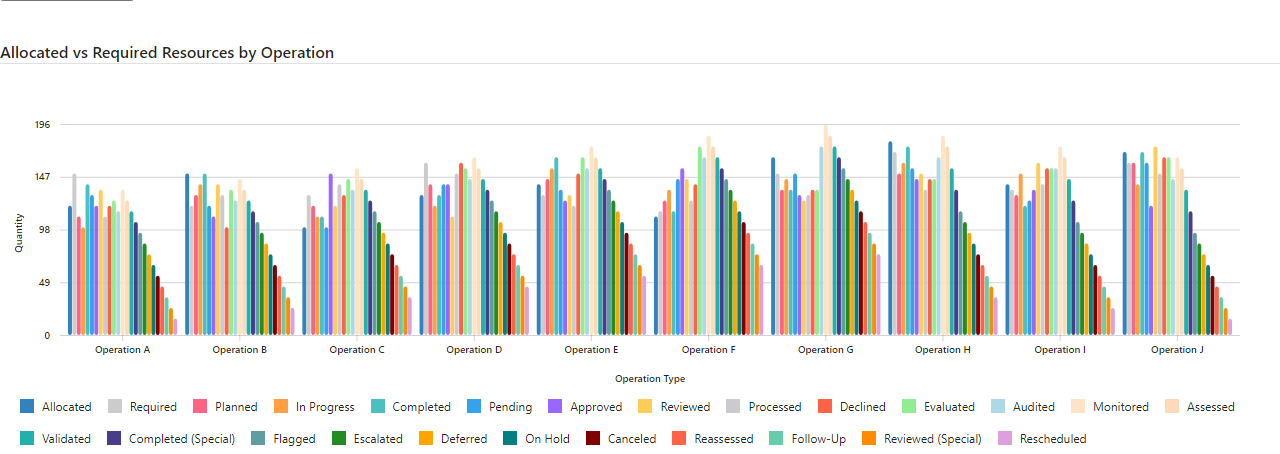 Allocated vs Required Resources by Operation
196
147
98
49
0
Quantity
Operation A Operation B Operation C Operation D Operation E Operation F Operation G Operation H Operation I Operation J
Operation Type
Allocated Required Planned In Progress Completed Pending Approved Reviewed Processed Declined Evaluated Audited Monitored Assessed
Validated Completed (Special) Flagged Escalated Deferred On Hold Canceled Reassessed Follow-Up Reviewed (Special) Rescheduled